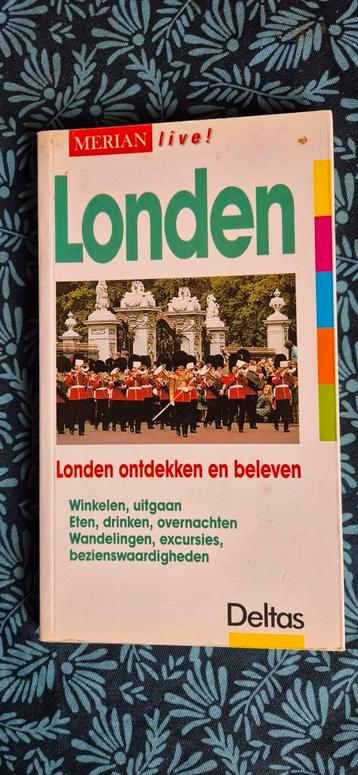 MERIAN live!
Londen
Londen ontdekken en beleven
Winkelen, uitgaan
Eten, drinken, overnachten
Wandelingen, excursies,
bezienswaardigheden
Deltas